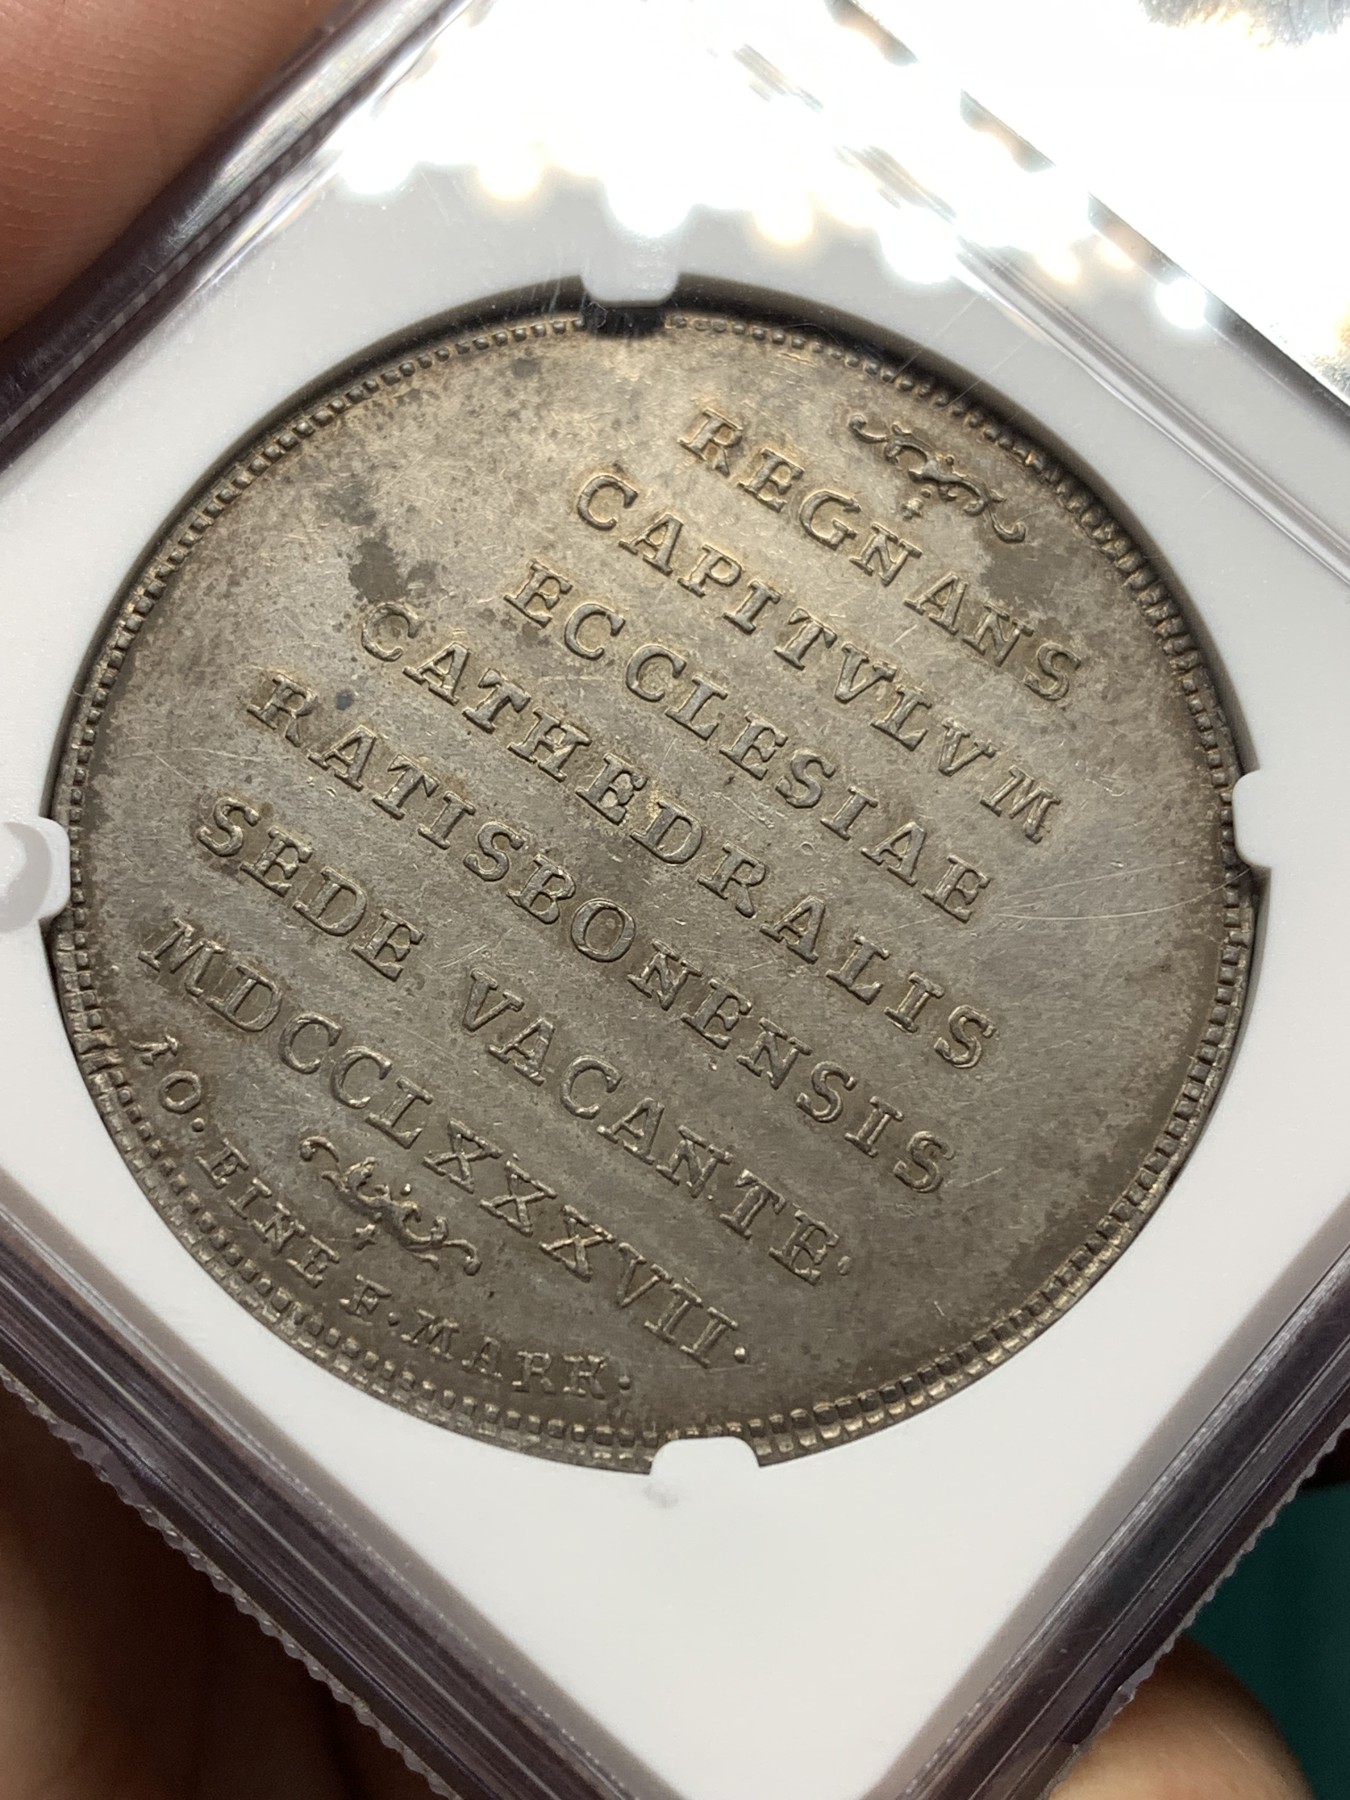 REGNANS
CAPITVLVM
ECCLESIAE
CATHEDRALIS
RATISBONENSIS
SEDE VACANTE.
MDCCLXXXVII.
10. EINE F. MARK.